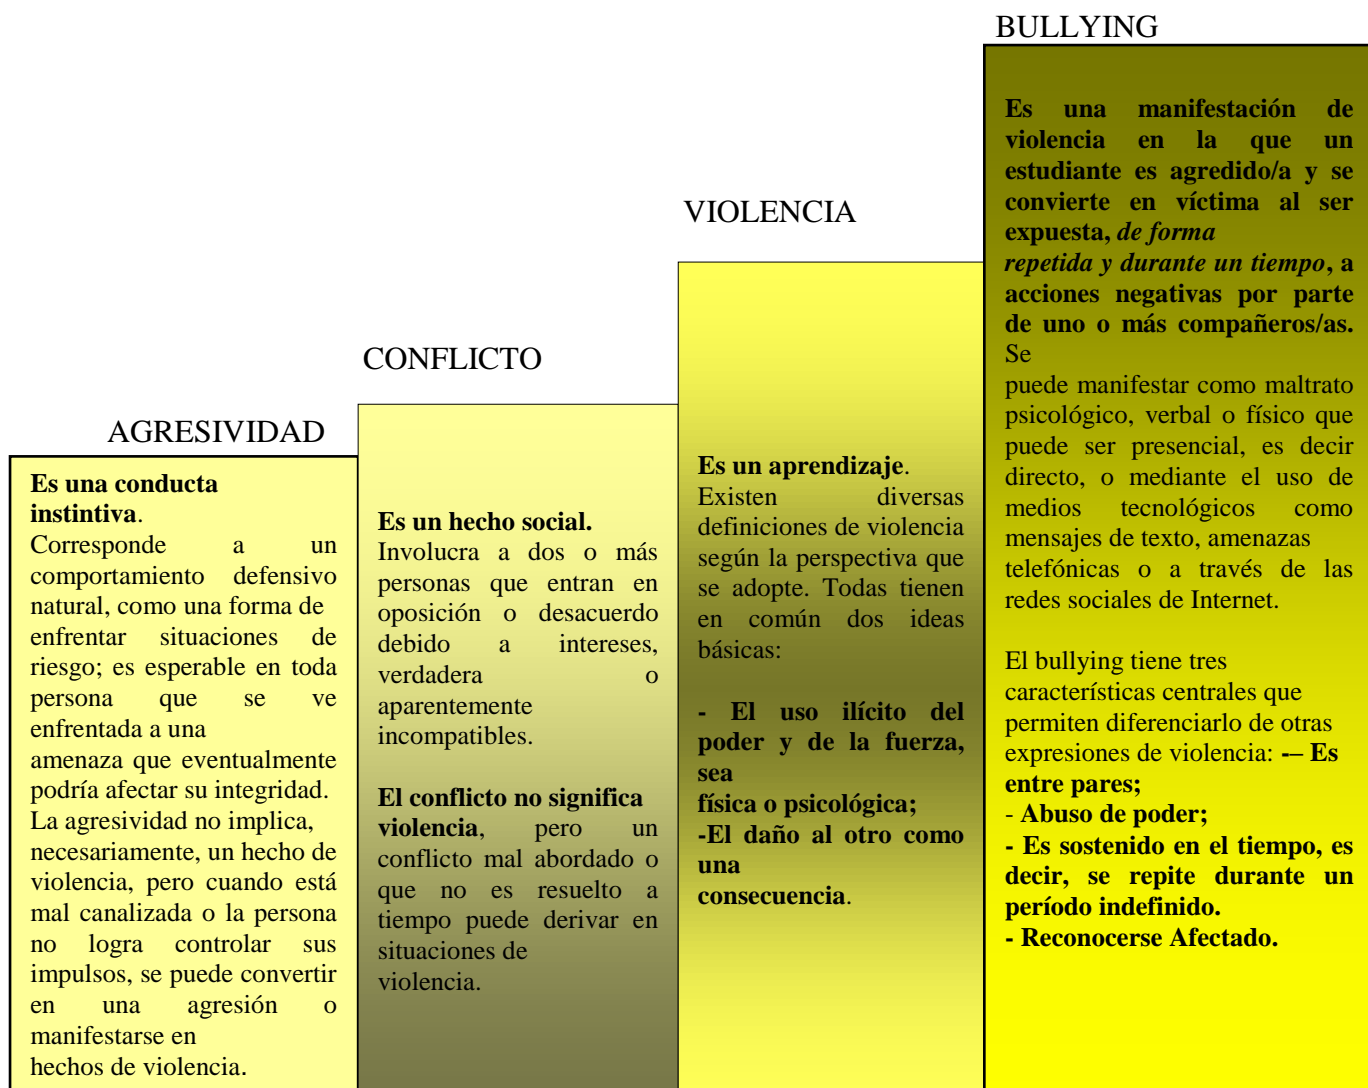 AGRESIVIDAD
Es una conducta
instintiva.
Corresponde a un
comportamiento defensivo
natural, como una forma de
enfrentar situaciones de
riesgo; es esperable en toda
persona que se ve
enfrentada a una
amenaza que eventualmente
podría afectar su integridad.
La agresividad no implica,
necesariamente, un hecho de
violencia, pero cuando está
mal canalizada o la persona
no logra controlar sus
impulsos, se puede convertir
en una agresión o
manifestarse en
hechos de violencia.
CONFLICTO
Es un hecho social.
Involucra a dos o más
personas que entran en
oposición o desacuerdo
debido a intereses,
verdadera o
aparentemente
incompatibles.
El conflicto no significa
violencia, pero un
conflicto mal abordado o
que no es resuelto a
tiempo puede derivar en
situaciones de
violencia.
VIOLENCIA
Es un aprendizaje.
Existen diversas
definiciones de violencia
según la perspectiva que
se adopte. Todas tienen
en común dos ideas
básicas:
- El uso ilícito del
poder y de la fuerza,
sea
física o psicológica;
-El daño al otro como
una
consecuencia.
BULLYING
Es una manifestación de
violencia en la que un
estudiante es agredido/a y se
convierte en víctima al ser
expuesta, de forma
repetida y durante un tiempo, a
acciones negativas por parte
de uno o más compañeros/as.
Se
puede manifestar como maltrato
psicológico, verbal o físico que
puede ser presencial, es decir
directo, o mediante el uso de
medios tecnológicos como
mensajes de texto, amenazas
telefónicas o a través de las
redes sociales de Internet.
El bullying tiene tres
características centrales que
permiten diferenciarlo de otras
expresiones de violencia: -– Es
entre pares;
- Abuso de poder;
- Es sostenido en el tiempo, es
decir, se repite durante un
período indefinido.
- Reconocerse Afectado.